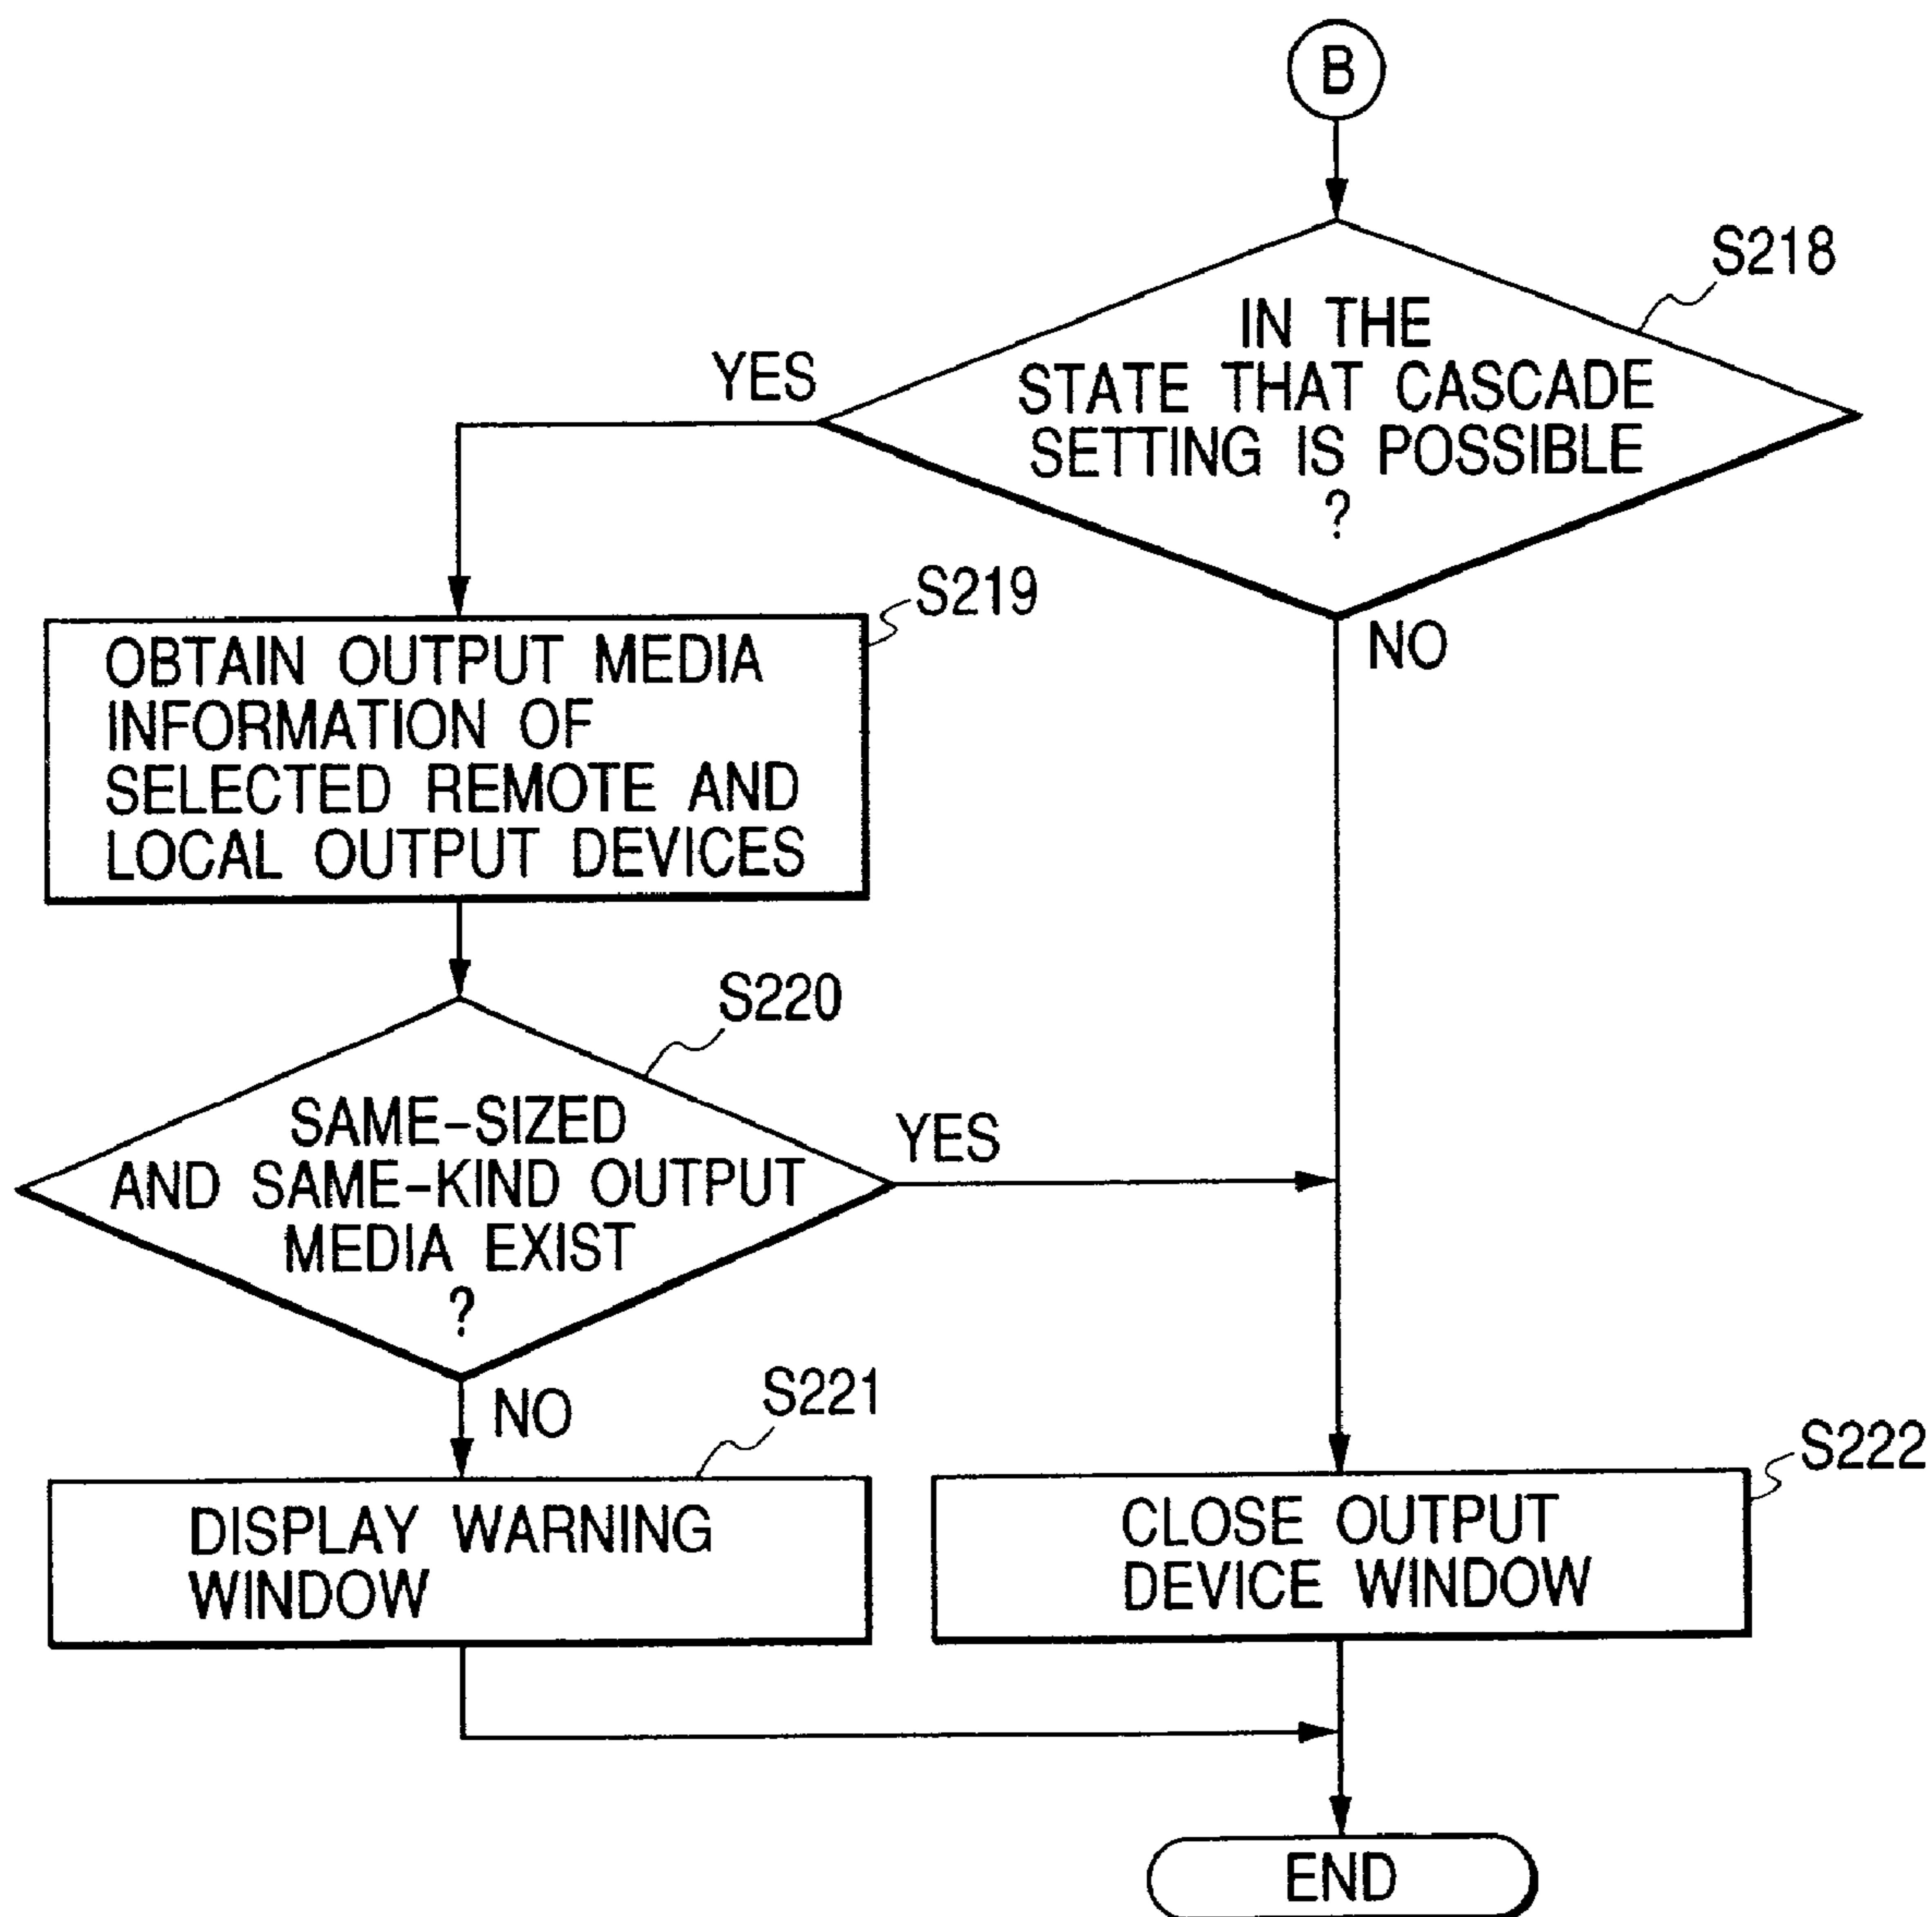 B
S218
IN THE
STATE THAT CASCADE
SETTING IS POSSIBLE
?
YES
NO
S219
OBTAIN OUTPUT MEDIA
INFORMATION OF
SELECTED REMOTE AND
LOCAL OUTPUT DEVICES
S220
SAME-SIZED
AND SAME-KIND OUTPUT
MEDIA EXIST
?
YES
NO
S221
DISPLAY WARNING
WINDOW
S222
CLOSE OUTPUT
DEVICE WINDOW
END